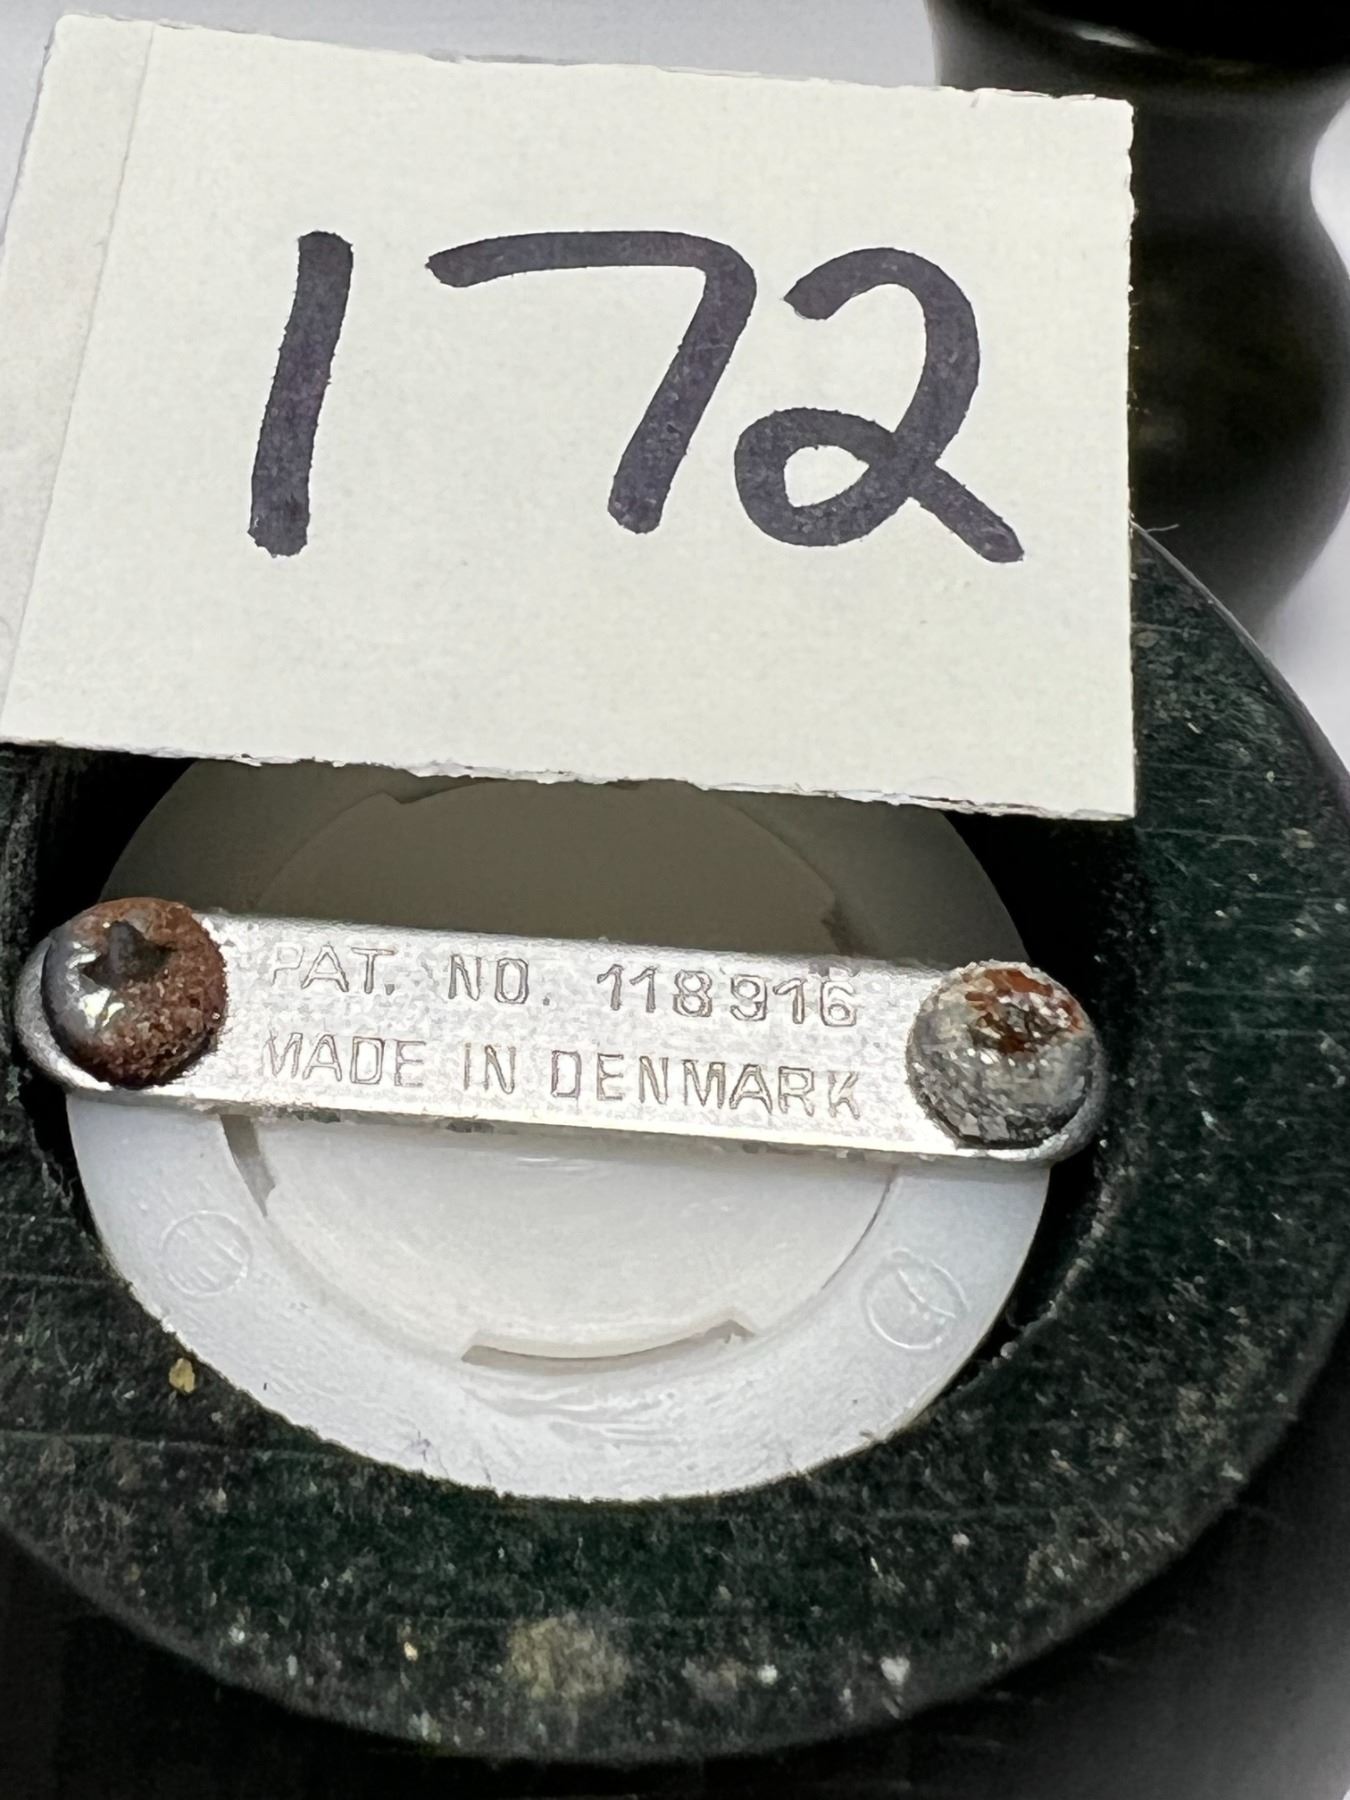 172
PAT. NO. 118916
MADE IN DENMARK